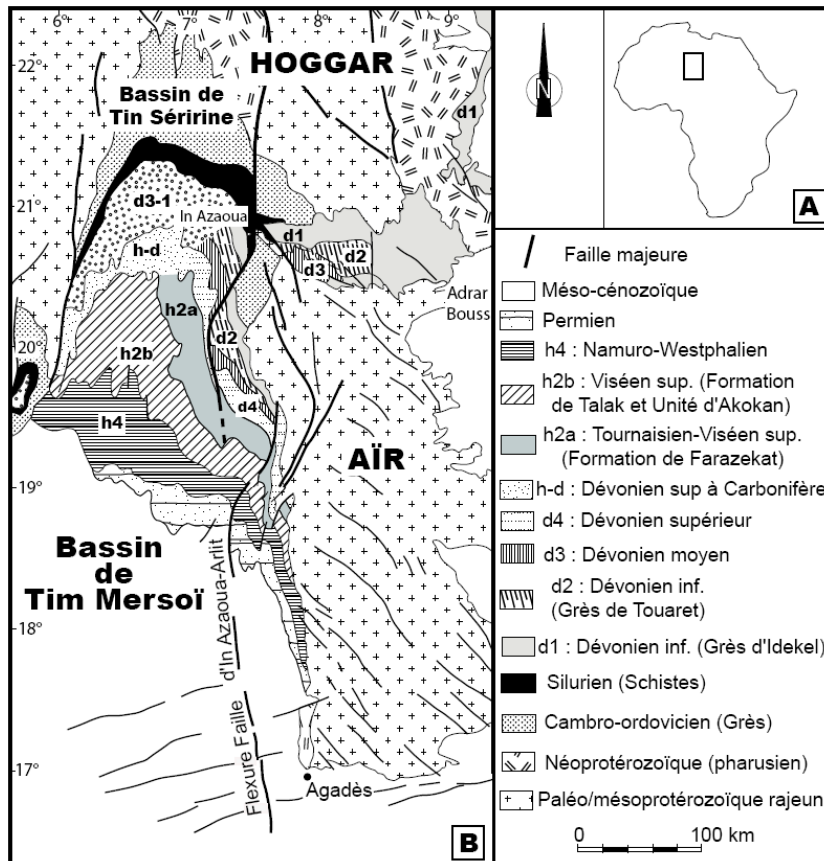 6° 7° 8° 9°
22°
HOGGAR
Bassin de
Tin Séririne
d1
N
A
21°
d3-1
In Azaoua
d1
d2
d3
h-d
Adrar
Bouss
h2a
20°
d2
h2b
d4
h4
AÏR
19°
Bassin
de
Tim Mersoï
18°
Flexure Faille d'In Azaoua-Arlit
17°
Agadès
B
Faille majeure
Méso-cénozoïque
Permien
h4 : Namuro-Westphalien
h2b : Viséen sup. (Formation
de Talak et Unité d'Akokan)
h2a : Tournaisien-Viséen sup.
(Formation de Farazekat)
h-d : Dévonien sup à Carbonifère
d4 : Dévonien supérieur
d3 : Dévonien moyen
d2 : Dévonien inf.
(Grès de Touaret)
d1 : Dévonien inf. (Grès d'Idekel)
Silurien (Schistes)
Cambro-ordovicien (Grès)
Néoprotérozoïque (pharusien)
Paléo/mésoprotérozoïque rajeun
0 100 km